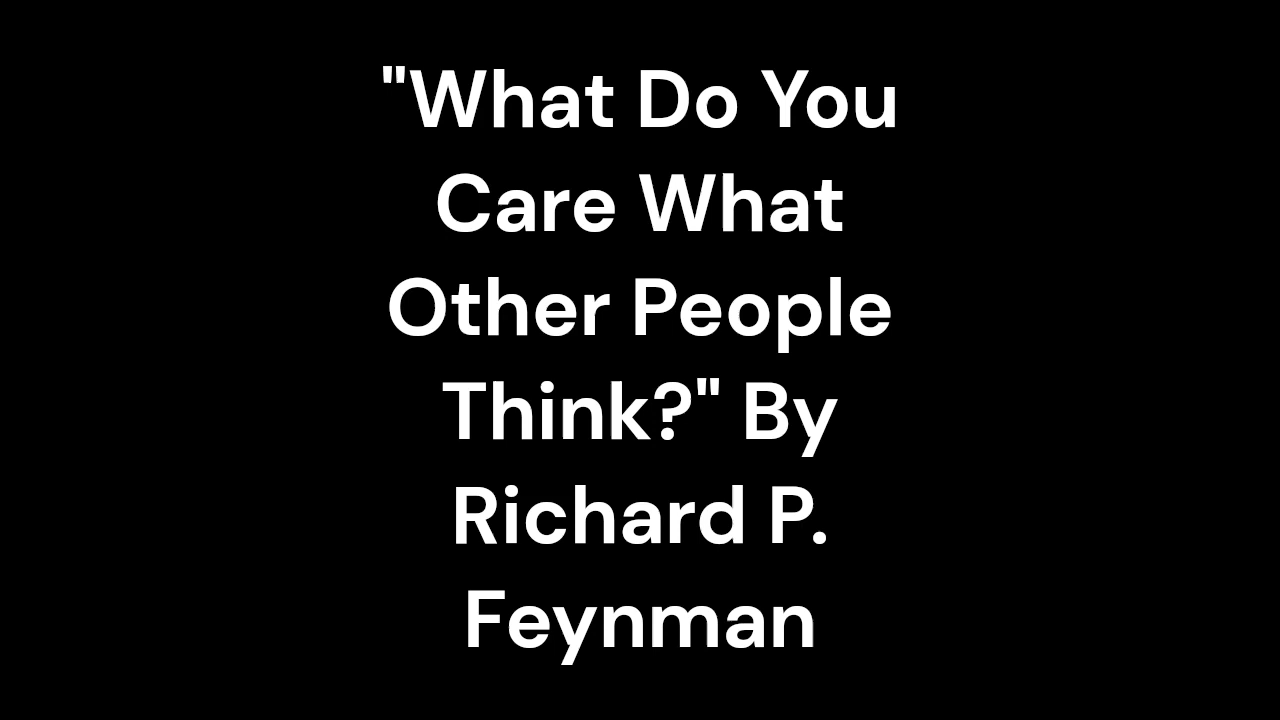 "What Do You
Care What
Other People
Think?" By
Richard P.
Feynman